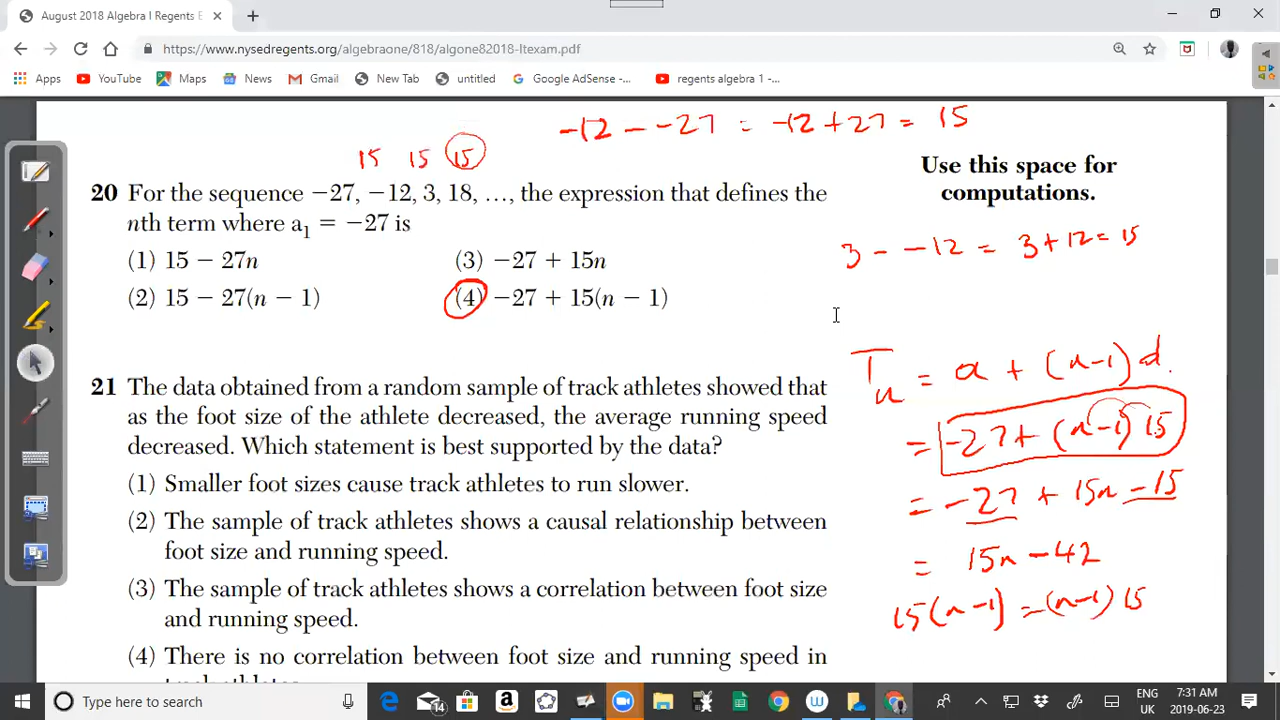 August 2018 Algebra I Regents E
https://www.nysedregents.org/algebraone/818/algone82018-Itexam.pdf
Apps YouTube Maps News Gmail New Tab untitled Google AdSense -... regents algebra 1 -...
-12 - -27 = -12 + 27 = 15
15 15 15
Use this space for
computations.
20 For the sequence −27, −12, 3, 18, …, the expression that defines the
nth term where a1 = −27 is
(1) 15 − 27n (3) −27 + 15n
(2) 15 − 27(n − 1) (4) −27 + 15(n − 1)
3 - -12 = 3+12 = 15
Tn = a + (n-1) d.
= -27 + (n-1) 15
= -27 + 15n - 15
= 15n - 42
15(n-1) = (n-1) 15
21 The data obtained from a random sample of track athletes showed that
as the foot size of the athlete decreased, the average running speed
decreased. Which statement is best supported by the data?
(1) Smaller foot sizes cause track athletes to run slower.
(2) The sample of track athletes shows a causal relationship between
foot size and running speed.
(3) The sample of track athletes shows a correlation between foot size
and running speed.
(4) There is no correlation between foot size and running speed in
Type here to search
14
ENG
UK
7:31 AM
2019-06-23